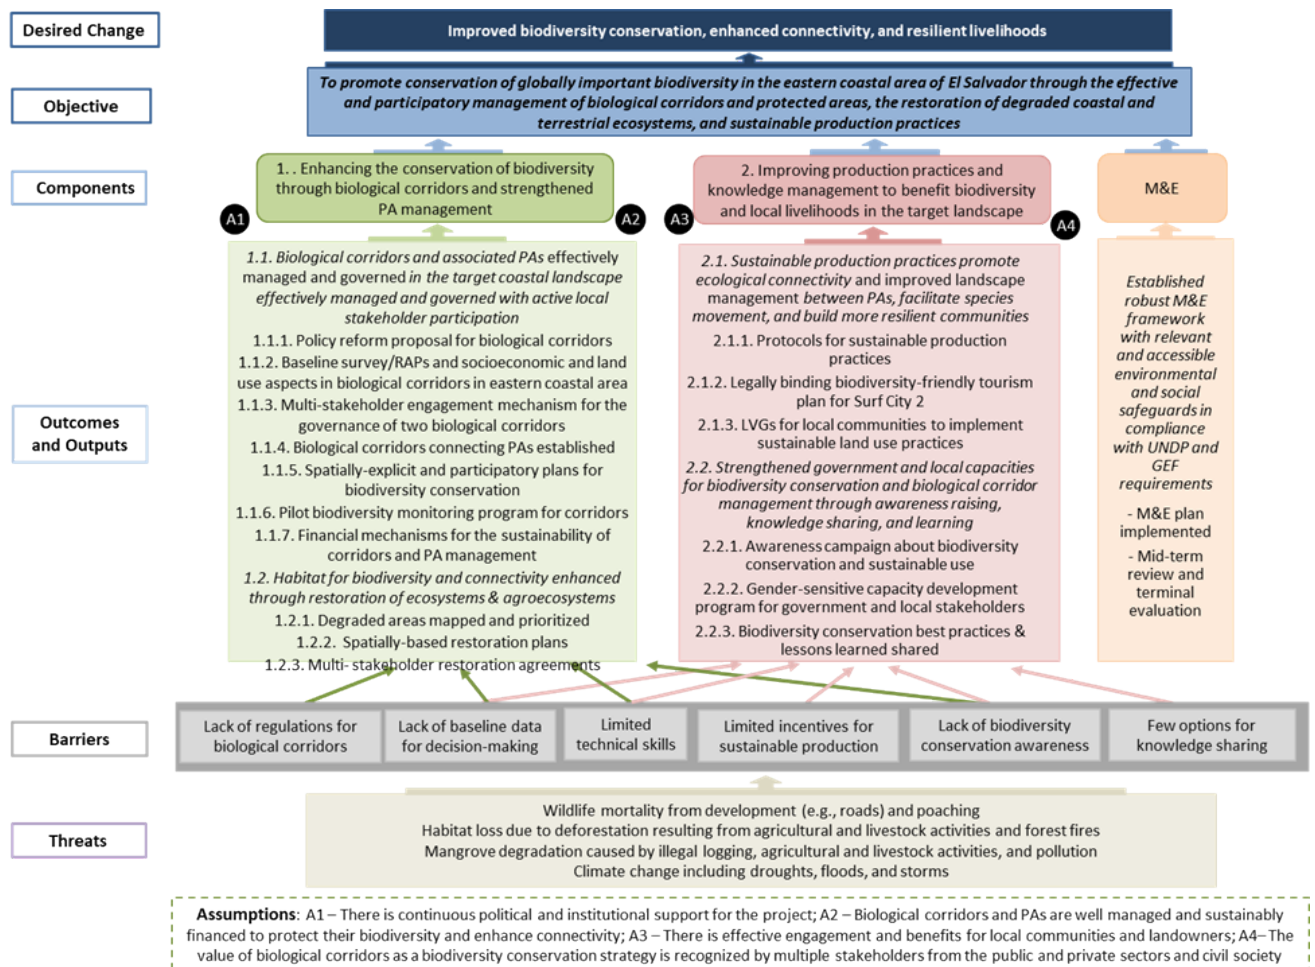 Desired Change
Improved biodiversity conservation, enhanced connectivity, and resilient livelihoods
Objective
To promote conservation of globally important biodiversity in the eastern coastal area of El Salvador through the effective
and participatory management of biological corridors and protected areas, the restoration of degraded coastal and
terrestrial ecosystems, and sustainable production practices
Components
1. . Enhancing the conservation of biodiversity
through biological corridors and strengthened
PA management
A1
A2
2. Improving production practices and
knowledge management to benefit biodiversity
and local livelihoods in the target landscape
A3
A4
M&E
Outcomes
and Outputs
1.1. Biological corridors and associated PAs effectively
managed and governed in the target coastal landscape
effectively managed and governed with active local
stakeholder participation
1.1.1. Policy reform proposal for biological corridors
1.1.2. Baseline survey/RAPs and socioeconomic and land
use aspects in biological corridors in eastern coastal area
1.1.3. Multi-stakeholder engagement mechanism for the
governance of two biological corridors
1.1.4. Biological corridors connecting PAs established
1.1.5. Spatially-explicit and participatory plans for
biodiversity conservation
1.1.6. Pilot biodiversity monitoring program for corridors
1.1.7. Financial mechanisms for the sustainability of
corridors and PA management
1.2. Habitat for biodiversity and connectivity enhanced
through restoration of ecosystems & agroecosystems
1.2.1. Degraded areas mapped and prioritized
1.2.2. Spatially-based restoration plans
1.2.3. Multi- stakeholder restoration agreements
2.1. Sustainable production practices promote
ecological connectivity and improved landscape
management between PAs, facilitate species
movement, and build more resilient communities
2.1.1. Protocols for sustainable production
practices
2.1.2. Legally binding biodiversity-friendly tourism
plan for Surf City 2
2.1.3. LVGs for local communities to implement
sustainable land use practices
2.2. Strengthened government and local capacities
for biodiversity conservation and biological corridor
management through awareness raising,
knowledge sharing, and learning
2.2.1. Awareness campaign about biodiversity
conservation and sustainable use
2.2.2. Gender-sensitive capacity development
program for government and local stakeholders
2.2.3. Biodiversity conservation best practices &
lessons learned shared
Established
robust M&E
framework
with relevant
and accessible
environmental
and social
safeguards in
compliance
with UNDP and
GEF
requirements
- M&E plan
implemented
- Mid-term
review and
terminal
evaluation
Barriers
Lack of regulations for
biological corridors
Lack of baseline data
for decision-making
Limited
technical skills
Limited incentives for
sustainable production
Lack of biodiversity
conservation awareness
Few options for
knowledge sharing
Threats
Wildlife mortality from development (e.g., roads) and poaching
Habitat loss due to deforestation resulting from agricultural and livestock activities and forest fires
Mangrove degradation caused by illegal logging, agricultural and livestock activities, and pollution
Climate change including droughts, floods, and storms
Assumptions: A1 – There is continuous political and institutional support for the project; A2 – Biological corridors and PAs are well managed and sustainably
financed to protect their biodiversity and enhance connectivity; A3 – There is effective engagement and benefits for local communities and landowners; A4– The
value of biological corridors as a biodiversity conservation strategy is recognized by multiple stakeholders from the public and private sectors and civil society